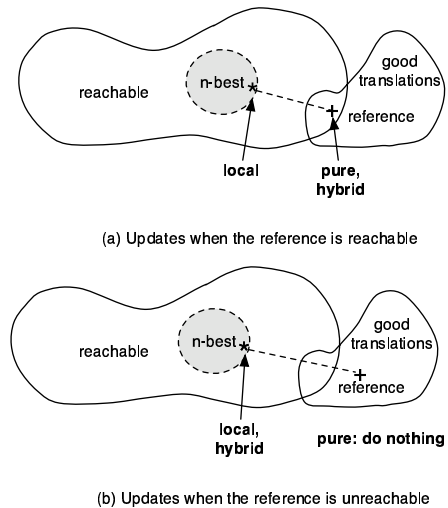 good
translations
n-best
reachable
reference
local
pure,
hybrid
(a) Updates when the reference is reachable
good
translations
n-best
reachable
reference
local,
hybrid
pure: do nothing
(b) Updates when the reference is unreachable